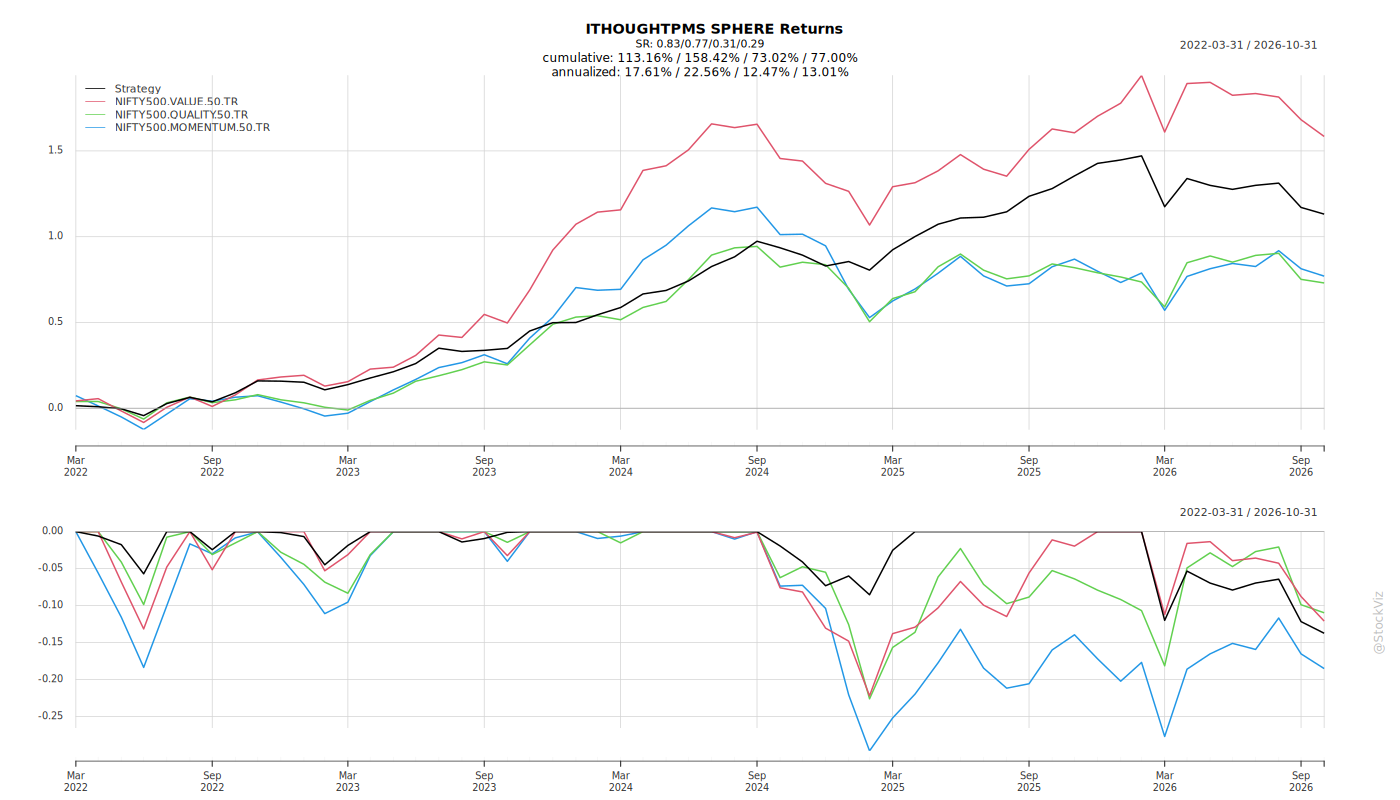 ITHOUGHTPMS SPHERE Returns
SR: 0.83/0.77/0.31/0.29
cumulative: 113.16% / 158.42% / 73.02% / 77.00%
annualized: 17.61% / 22.56% / 12.47% / 13.01%
2022-03-31 / 2026-10-31
Strategy
NIFTY500.VALUE.50.TR
NIFTY500.QUALITY.50.TR
NIFTY500.MOMENTUM.50.TR
1.5
1.0
0.5
0.0
Mar 2022
Sep 2022
Mar 2023
Sep 2023
Mar 2024
Sep 2024
Mar 2025
Sep 2025
Mar 2026
Sep 2026
2022-03-31 / 2026-10-31
0.00
-0.05
-0.10
-0.15
-0.20
-0.25
Mar 2022
Sep 2022
Mar 2023
Sep 2023
Mar 2024
Sep 2024
Mar 2025
Sep 2025
Mar 2026
Sep 2026
@StockViz